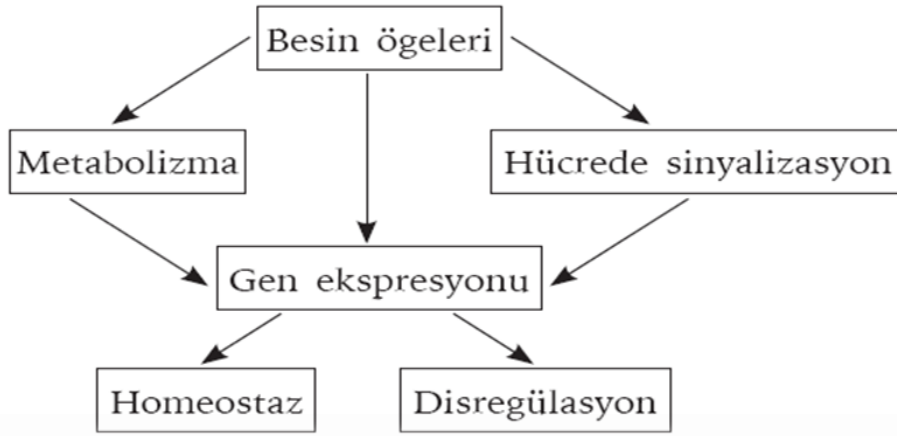 Besin ögeleri
Metabolizma
Hücrede sinyalizasyon
Gen ekspresyonu
Homeostaz
Disregülasyon